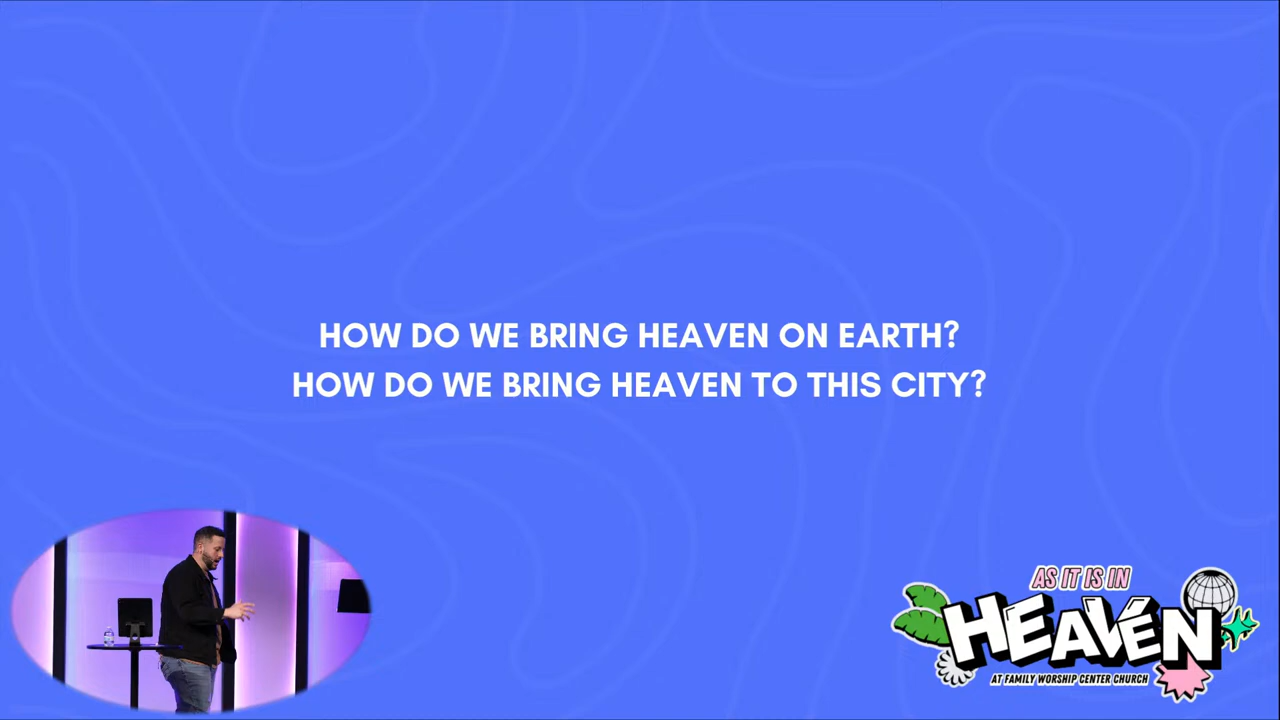 HOW DO WE BRING HEAVEN ON EARTH?
HOW DO WE BRING HEAVEN TO THIS CITY?
AS IT IS IN
HEAVEN
AT FAMILY WORSHIP CENTER CHURCH